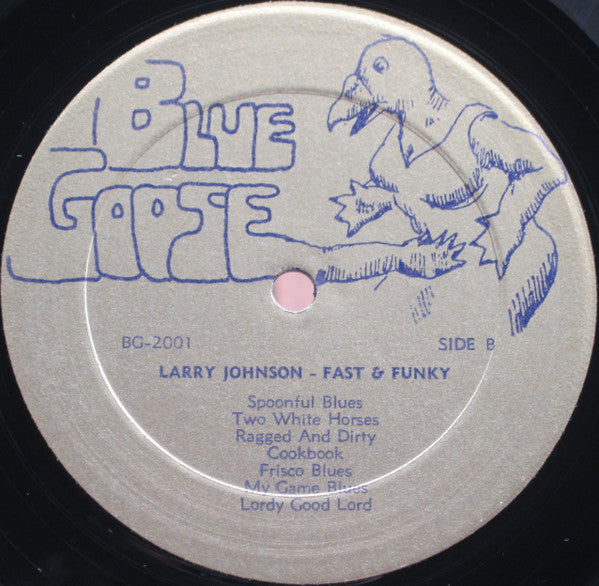 BLUE
GOOSE
BG-2001
SIDE B
LARRY JOHNSON - FAST & FUNKY
Spoonful Blues
Two White Horses
Ragged And Dirty
Cookbook
Frisco Blues
My Game Blues
Lordy Good Lord